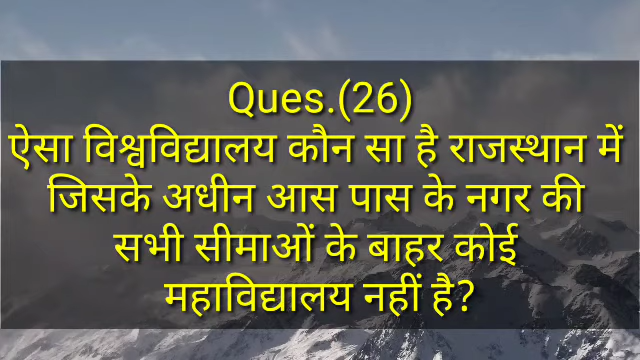 Ques.(26)
ऐसा विश्वविद्यालय कौन सा है राजस्थान में
जिसके अधीन आस पास के नगर की
सभी सीमाओं के बाहर कोई
महाविद्यालय नहीं है?